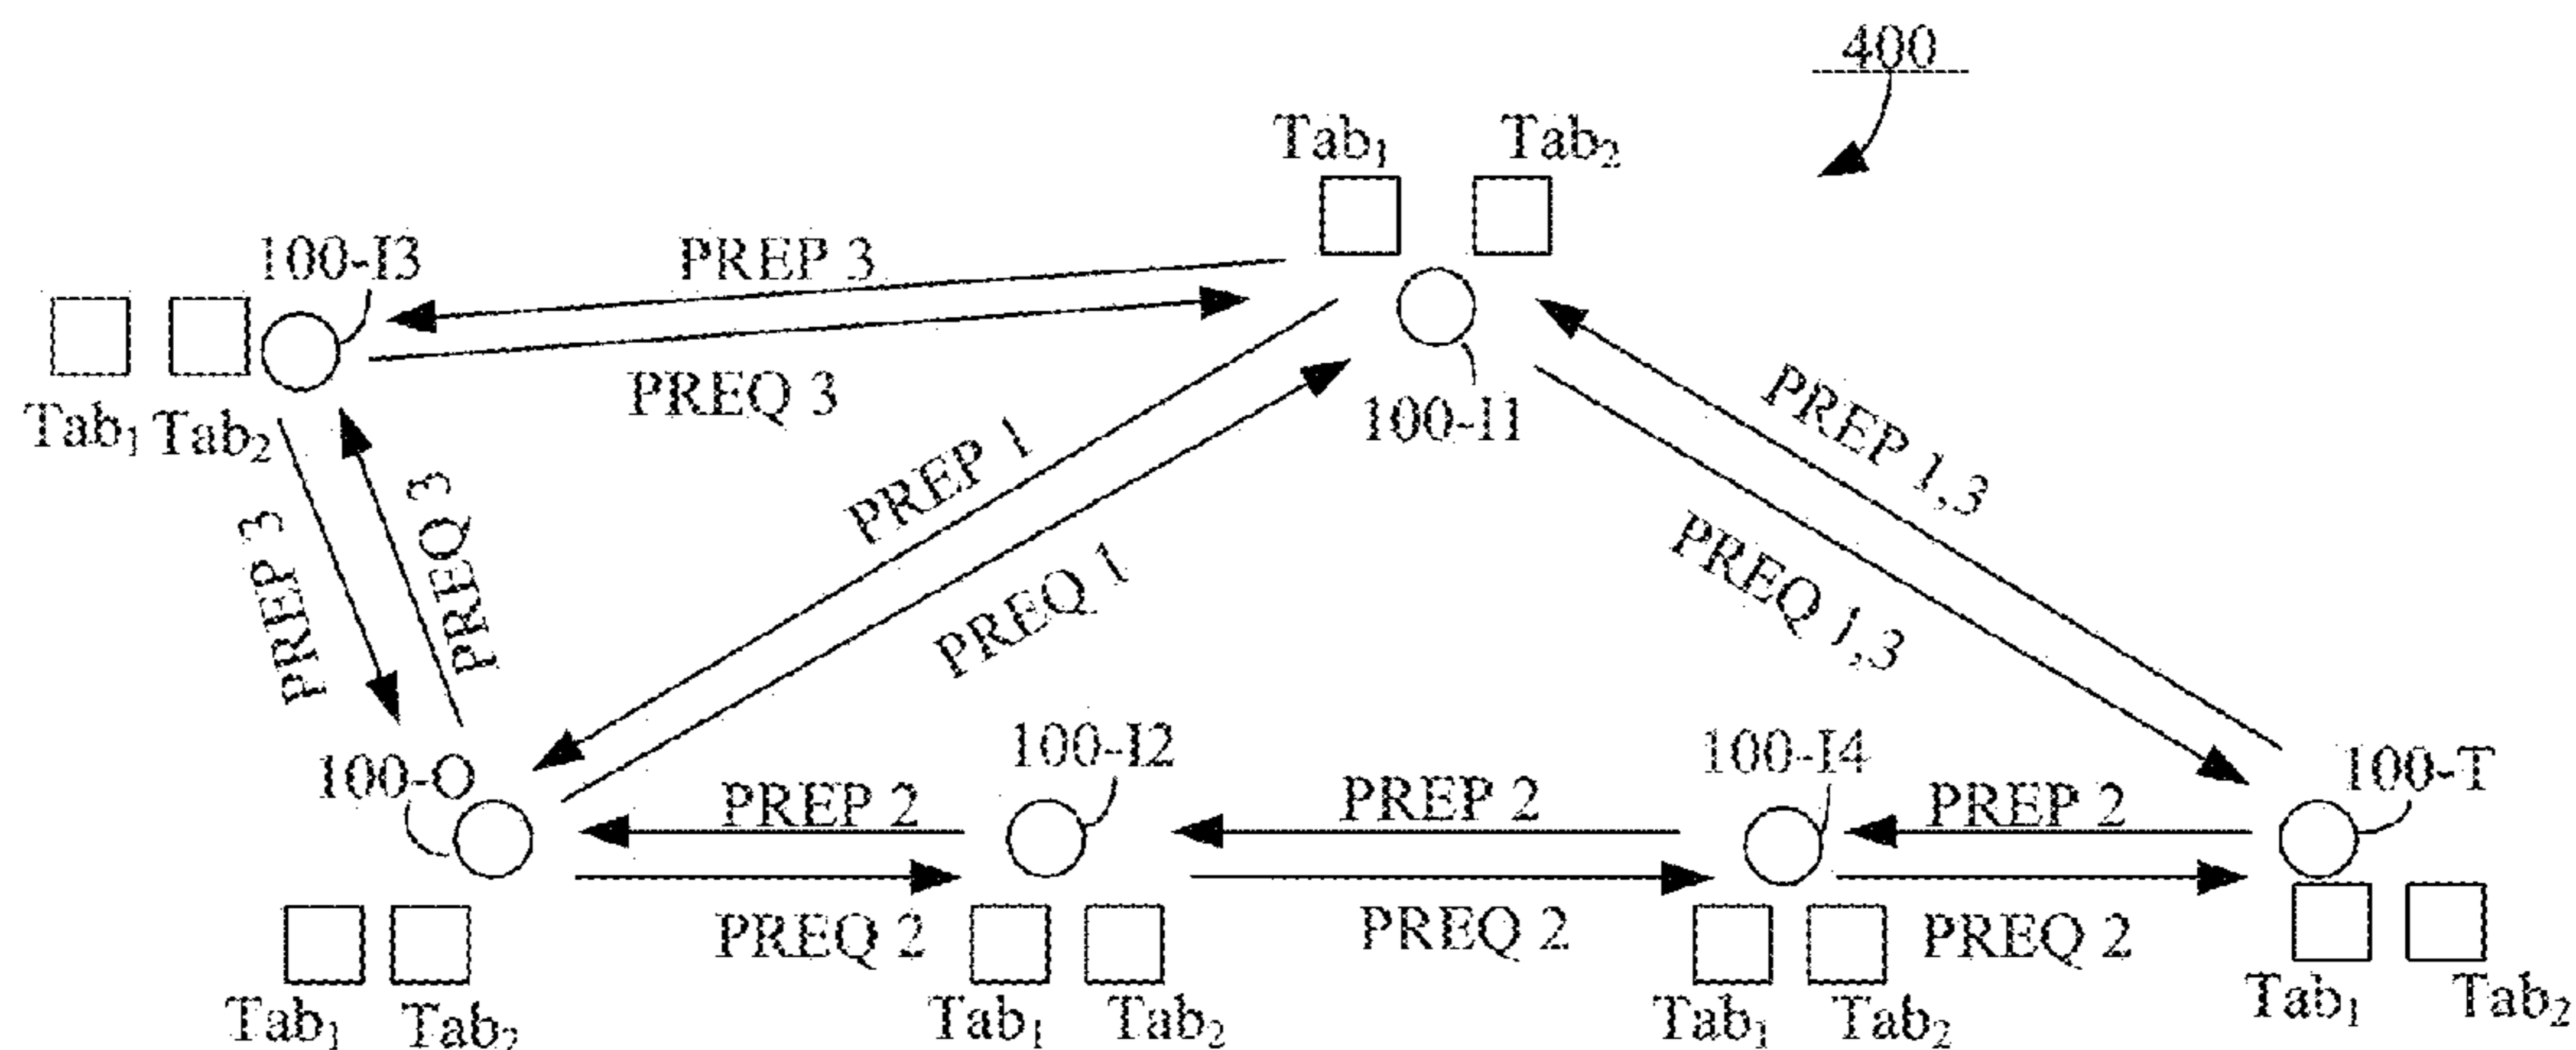 400
Tab₁ Tab₂
100-I3
PREP 3
PREQ 3
100-I1
Tab₁ Tab₂
PREP 1,3
PREQ 1,3
PREP 1
PREQ 1
PREP 3
PREQ 3
100-O
100-I2
100-I4
100-T
PREP 2
PREP 2
PREP 2
PREQ 2
PREQ 2
PREQ 2
Tab₁ Tab₂
Tab₁ Tab₂
Tab₁ Tab₂
Tab₁ Tab₂